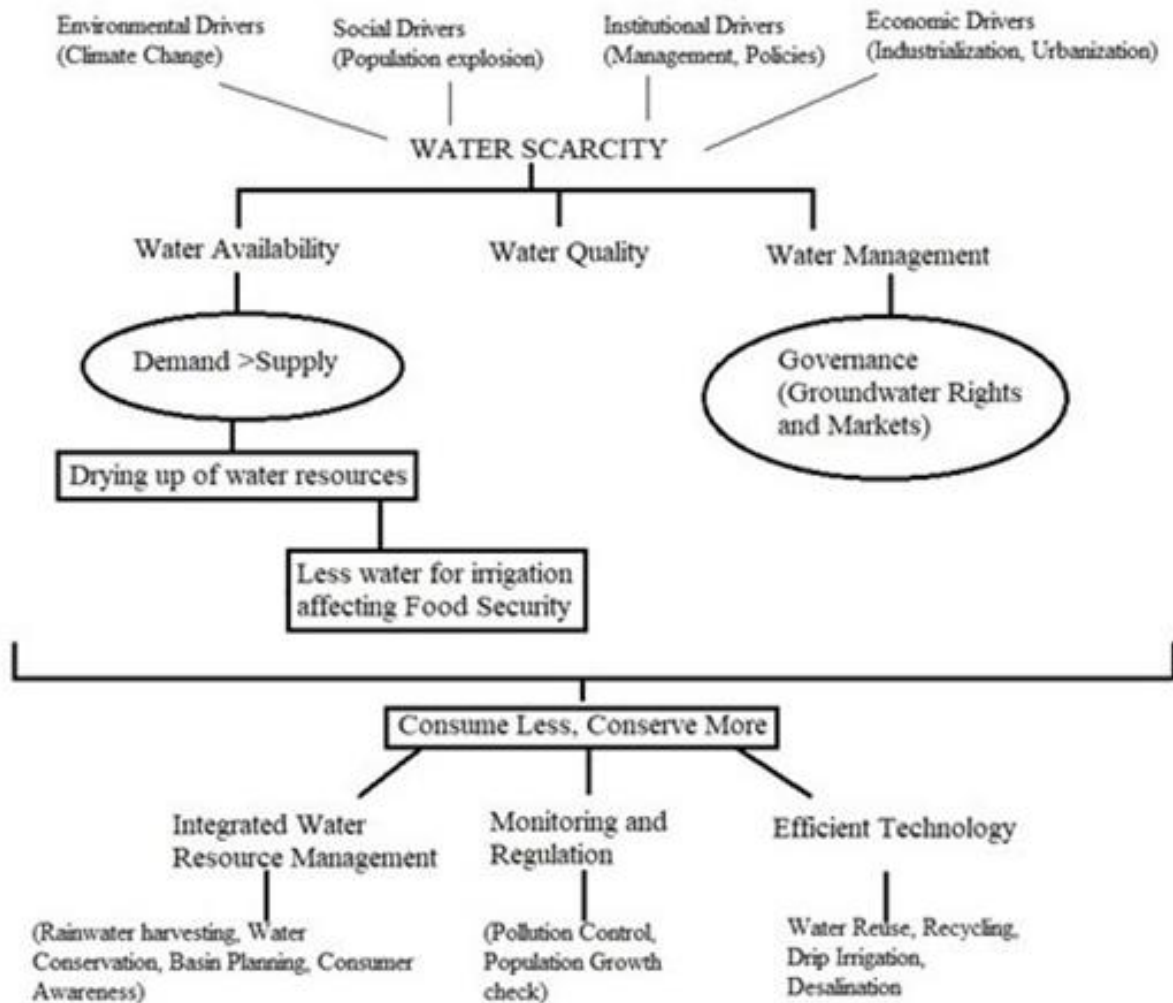 Environmental Drivers
(Climate Change)
Social Drivers
(Population explosion)
Institutional Drivers
(Management, Policies)
Economic Drivers
(Industrialization, Urbanization)
WATER SCARCITY
Water Availability
Water Quality
Water Management
Demand >Supply
Governance
(Groundwater Rights
and Markets)
Drying up of water resources
Less water for irrigation
affecting Food Security
Consume Less, Conserve More
Integrated Water
Resource Management
Monitoring and
Regulation
Efficient Technology
(Rainwater harvesting, Water
Conservation, Basin Planning, Consumer
Awareness)
(Pollution Control,
Population Growth
check)
Water Reuse, Recycling,
Drip Irrigation,
Desalination